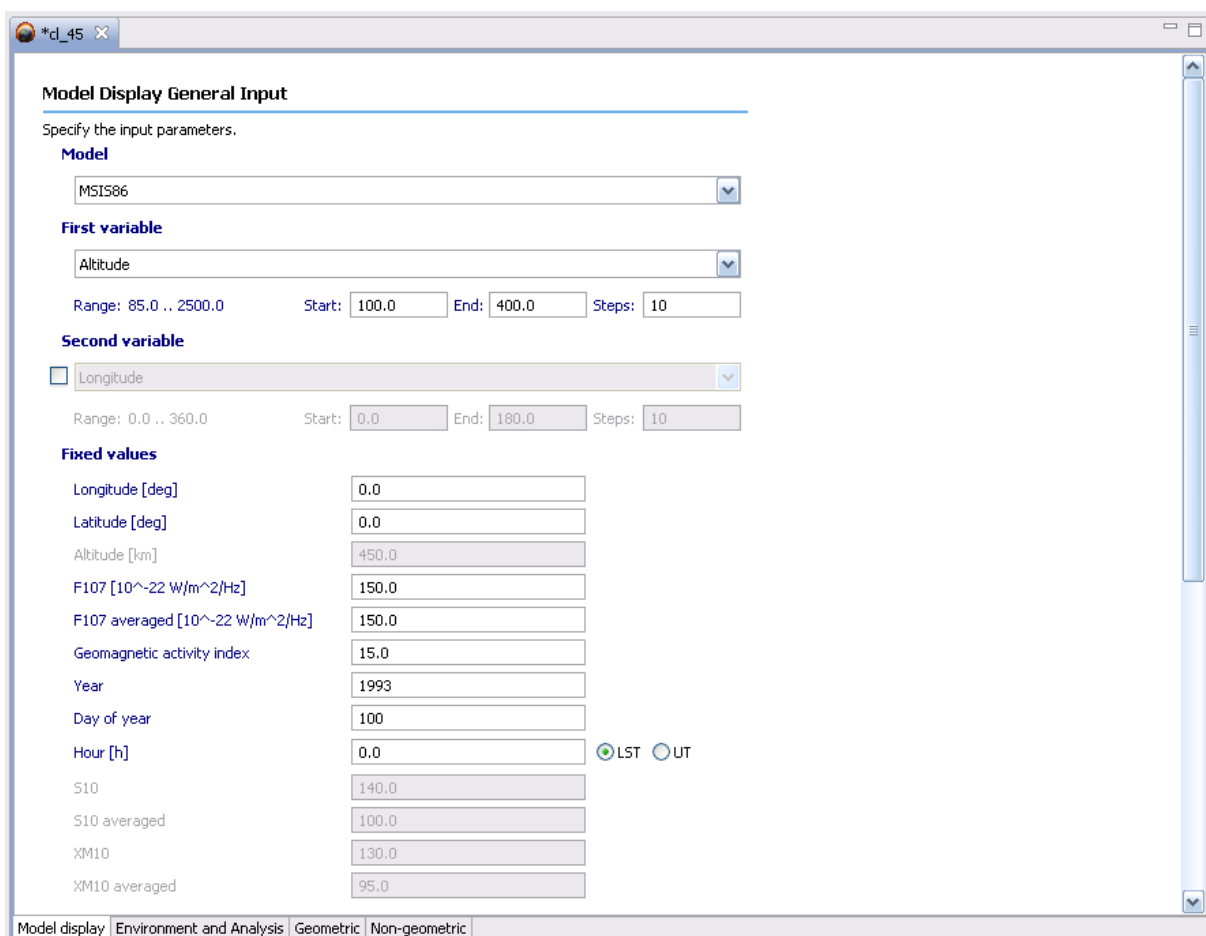 *cl_45
Model Display General Input
Specify the input parameters.
Model
MSIS86
First variable
Altitude
Range: 85.0 .. 2500.0 Start: 100.0 End: 400.0 Steps: 10
Second variable
Longitude
Range: 0.0 .. 360.0 Start: 0.0 End: 180.0 Steps: 10
Fixed values
Longitude [deg] 0.0
Latitude [deg] 0.0
Altitude [km] 450.0
F107 [10^-22 W/m^2/Hz] 150.0
F107 averaged [10^-22 W/m^2/Hz] 150.0
Geomagnetic activity index 15.0
Year 1993
Day of year 100
Hour [h] 0.0 LST UT
S10 140.0
S10 averaged 100.0
XM10 130.0
XM10 averaged 95.0
Model display Environment and Analysis Geometric Non-geometric